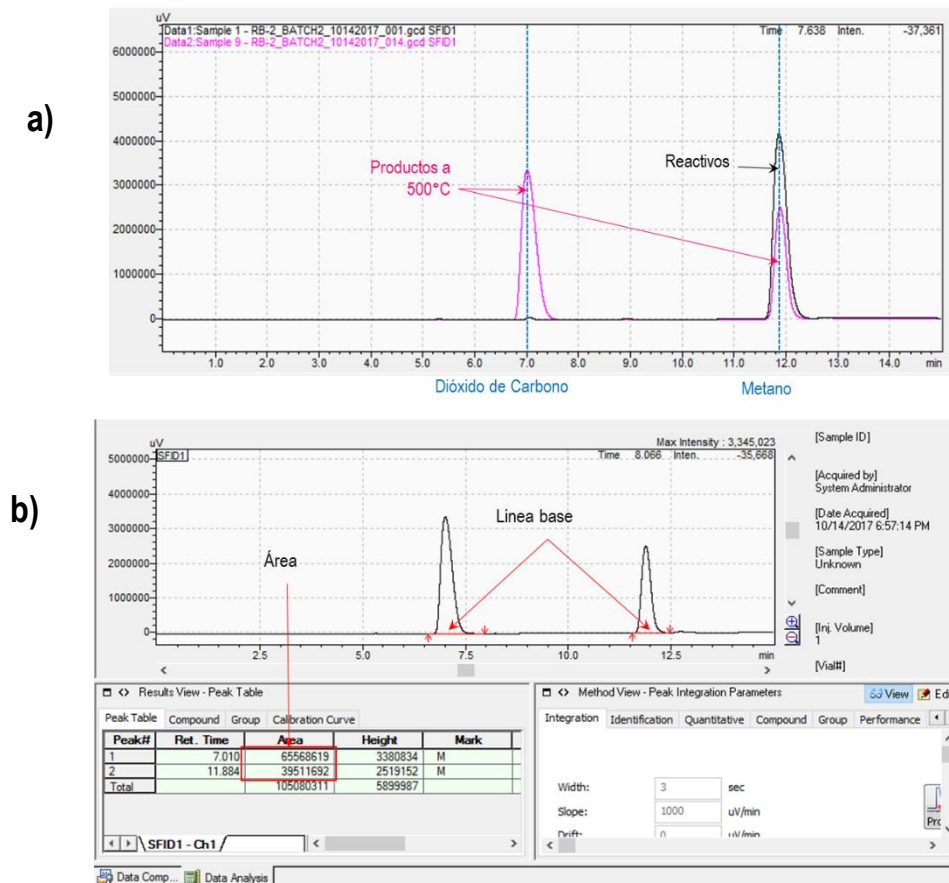 a)
uV
Data1:Sample 1 - RB-2_BATCH2_10142017_001.gcd SFID1
Data2:Sample 9 - RB-2_BATCH2_10142017_014.gcd SFID1
Time 7.638 Inten. -37,361
6000000
5000000
4000000
3000000
2000000
1000000
0
Productos a
500°C
Reactivos
1.0 2.0 3.0 4.0 5.0 6.0 7.0 8.0 9.0 10.0 11.0 12.0 13.0 14.0 min
Dióxido de Carbono
Metano
b)
uV
SFID1
Max Intensity : 3,345,023
Time 8.066 Inten. -35,668
5000000
4000000
3000000
2000000
1000000
0
Área
Linea base
2.5 5.0 7.5 10.0 12.5 min
[Sample ID]
[Acquired by]
System Administrator
[Date Acquired]
10/14/2017 6:57:14 PM
[Sample Type]
Unknown
[Comment]
[Inj. Volume]
1
[Vial#]
Results View - Peak Table
Peak Table Compound Group Calibration Curve
Peak# Ret. Time Area Height Mark
1 7.010 65568619 3380834 M
2 11.884 39511692 2519152 M
Total 105080311 5899987
SFID1 - Ch1
Method View - Peak Integration Parameters
View Edi
Integration Identification Quantitative Compound Group Performance
Width: 3 sec
Slope: 1000 uV/min
Drift: 0 uV/min
Pro
Data Comp... Data Analysis